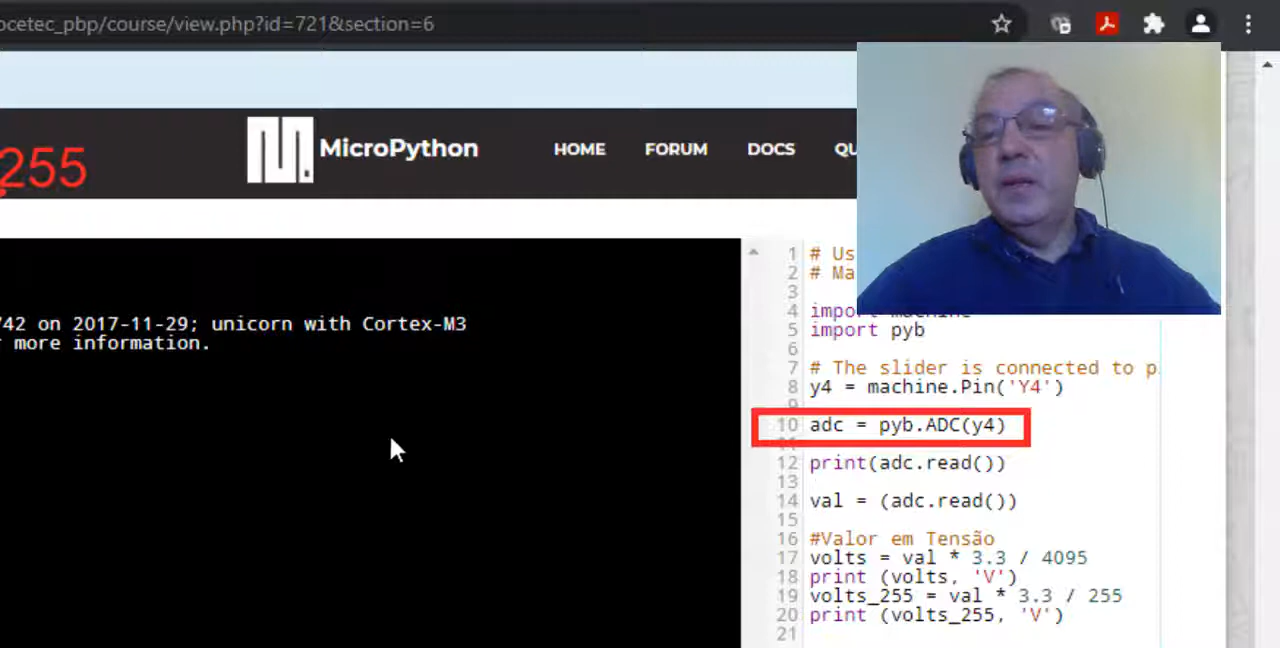 ocetec_pbp/course/view.php?id=721&section=6
255
MicroPython
HOME FORUM DOCS
742 on 2017-11-29; unicorn with Cortex-M3
more information.
1 # Us
2 # Ma
3
4 import machine
5 import pyb
6
7 # The slider is connected to p
8 y4 = machine.Pin('Y4')
9
10 adc = pyb.ADC(y4)
11
12 print(adc.read())
13
14 val = (adc.read())
15
16 #Valor em Tensão
17 volts = val * 3.3 / 4095
18 print (volts, 'V')
19 volts_255 = val * 3.3 / 255
20 print (volts_255, 'V')
21